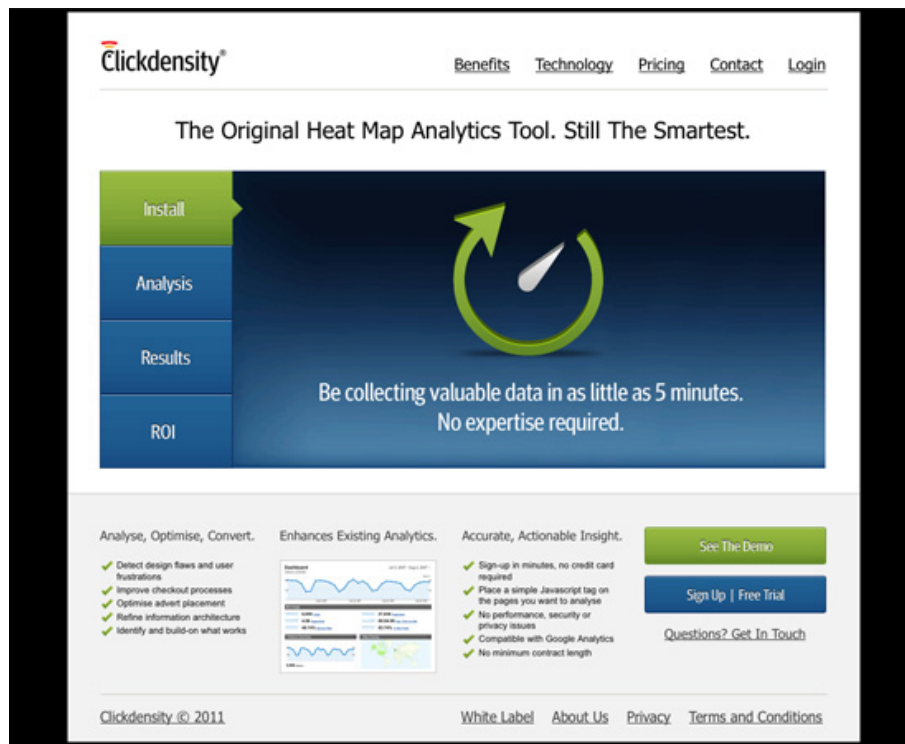 Clickdensity®
Benefits Technology Pricing Contact Login
The Original Heat Map Analytics Tool. Still The Smartest.
Install
Analysis
Results
ROI
Be collecting valuable data in as little as 5 minutes.
No expertise required.
Analyse, Optimise, Convert.
Detect design flaws and user
frustrations
Improve checkout processes
Optimise advert placement
Refine information architecture
Identify and build-on what works
Enhances Existing Analytics.
Dashboard
Accurate, Actionable Insight.
Sign-up in minutes, no credit card
required
Place a simple Javascript tag on
the pages you want to analyse
No performance, security or
privacy issues
Compatible with Google Analytics
No minimum contract length
See The Demo
Sign Up | Free Trial
Questions? Get In Touch
Clickdensity © 2011
White Label About Us Privacy Terms and Conditions